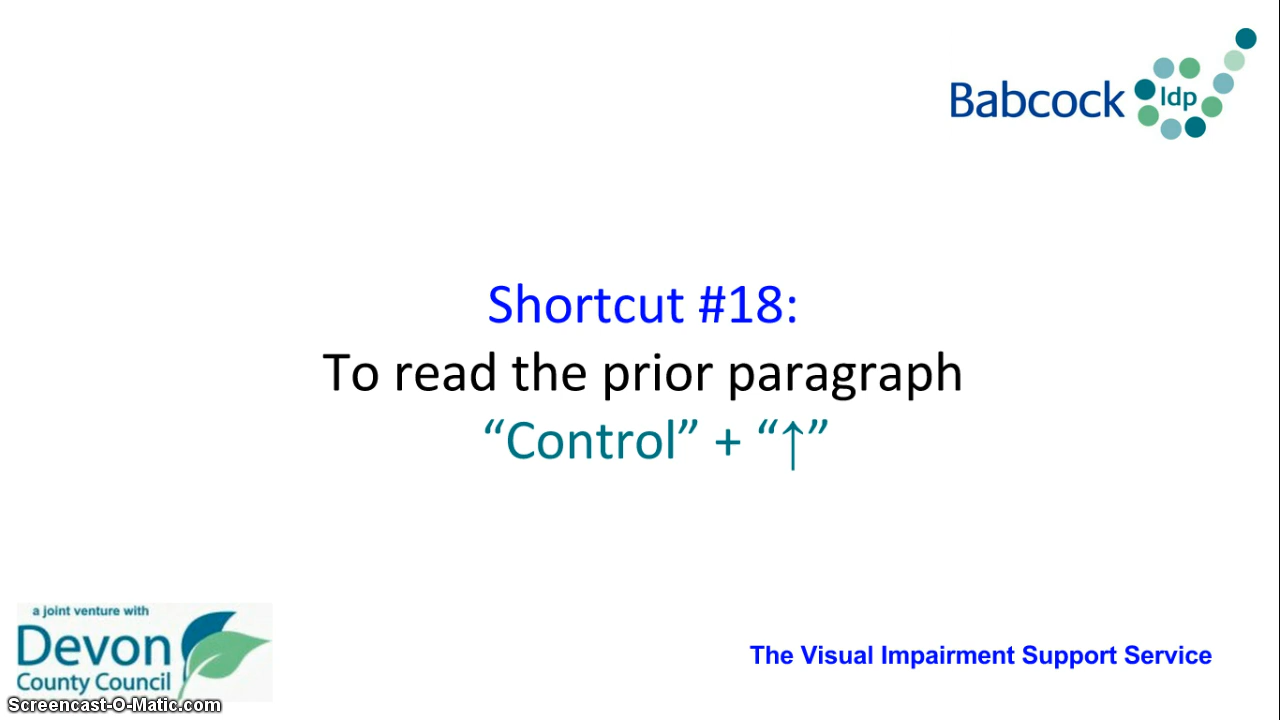 Babcock ldp
Shortcut #18:
To read the prior paragraph
“Control” + “↑”
a joint venture with
Devon
County Council
The Visual Impairment Support Service
Screencast-O-Matic.com